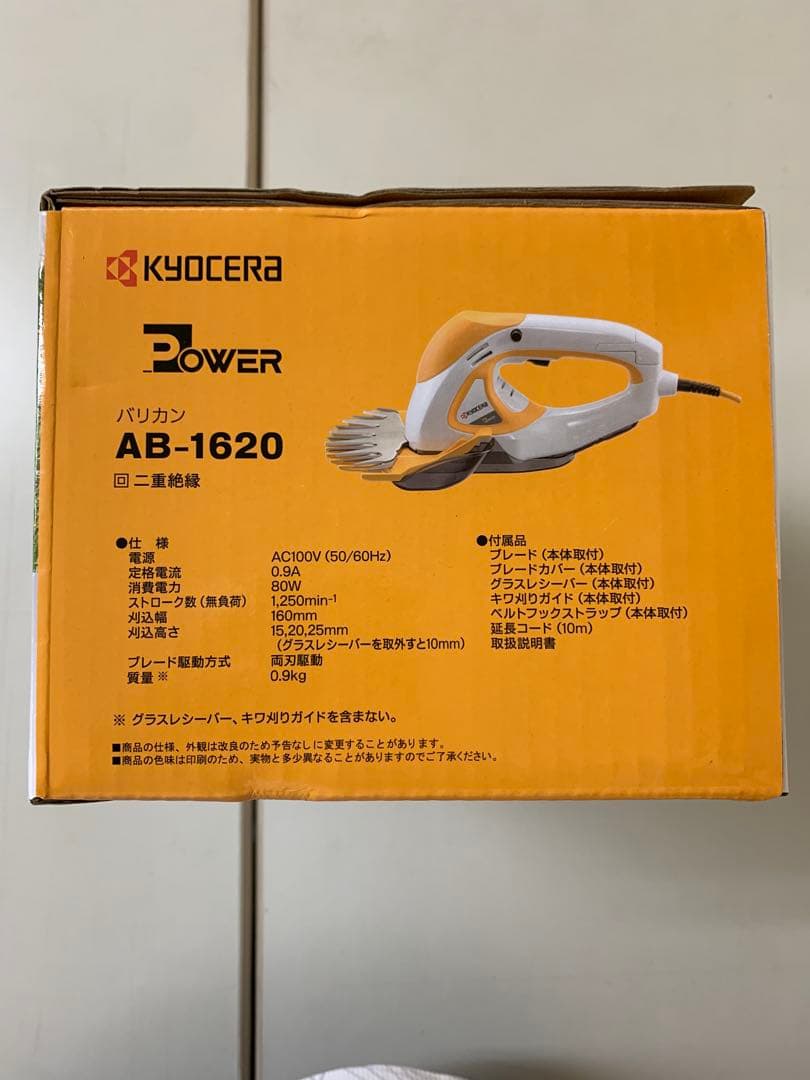 KYOCERA
POWER
バリカン
AB-1620
回 二重絶縁
KYOCERA
●仕 様
電源 AC100V (50/60Hz)
定格電流 0.9A
消費電力 80W
ストローク数(無負荷) 1,250min-1
刈込幅 160mm
刈込高さ 15,20,25mm
(グラスレシーバーを取外すと10mm)
ブレード駆動方式 両刃駆動
質量※ 0.9kg
●付属品
ブレード(本体取付)
ブレードカバー(本体取付)
グラスレシーバー(本体取付)
キワ刈りガイド(本体取付)
ベルトフックストラップ(本体取付)
延長コード(10m)
取扱説明書
※ グラスレシーバー、キワ刈りガイドを含まない。
■商品の仕様、外観は改良のため予告なしに変更することがあります。
■商品の色味は印刷のため、実物と多少異なることがありますのでご了承ください。